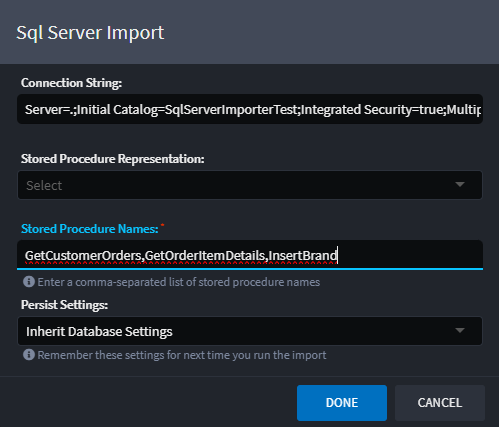 Sql Server Import
Connection String:
Server=.;Initial Catalog=SqlServerImporterTest;Integrated Security=true;Multip
Stored Procedure Representation:
Select
Stored Procedure Names: *
GetCustomerOrders,GetOrderItemDetails,InsertBrand
Enter a comma-separated list of stored procedure names
Persist Settings:
Inherit Database Settings
Remember these settings for next time you run the import
DONE CANCEL